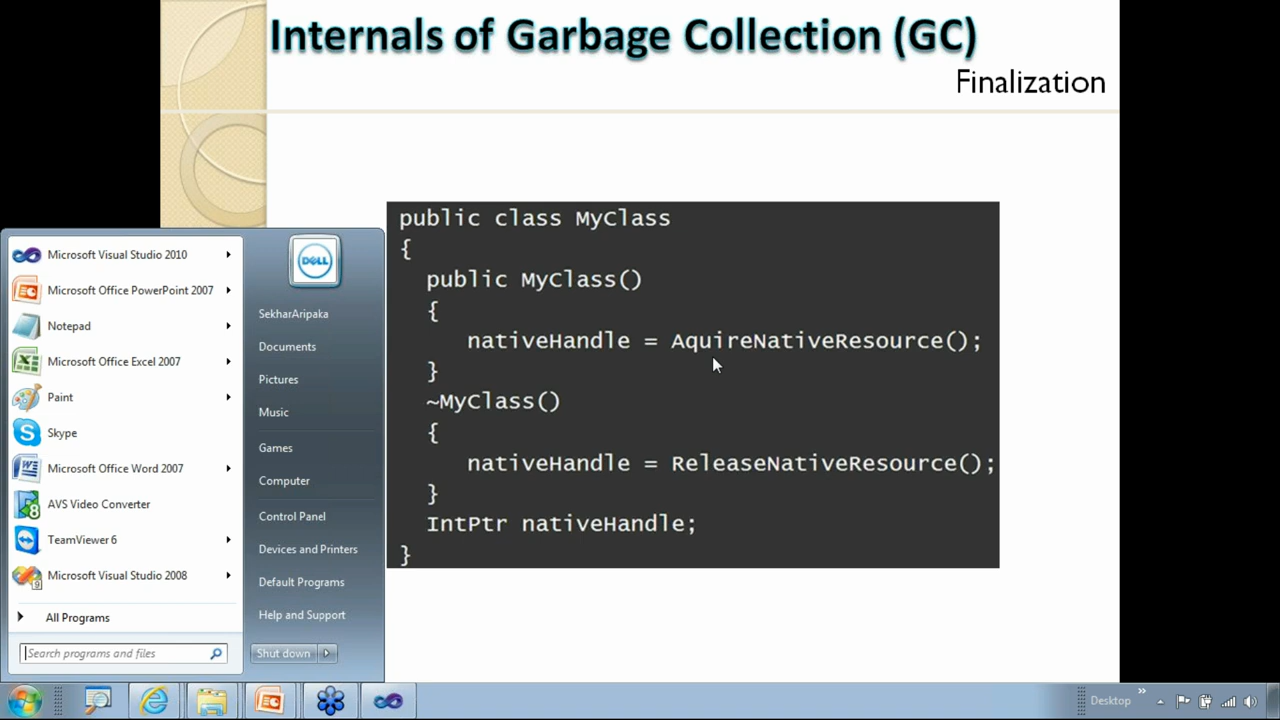 Internals of Garbage Collection (GC)
Finalization
public class MyClass
{
public MyClass()
{
nativeHandle = AquireNativeResource();
}
~MyClass()
{
nativeHandle = ReleaseNativeResource();
}
IntPtr nativeHandle;
}
Microsoft Visual Studio 2010
Microsoft Office PowerPoint 2007
Notepad
Microsoft Office Excel 2007
Paint
Skype
Microsoft Office Word 2007
AVS Video Converter
TeamViewer 6
Microsoft Visual Studio 2008
All Programs
Search programs and files
DELL
SekharAripaka
Documents
Pictures
Music
Games
Computer
Control Panel
Devices and Printers
Default Programs
Help and Support
Shut down
Desktop